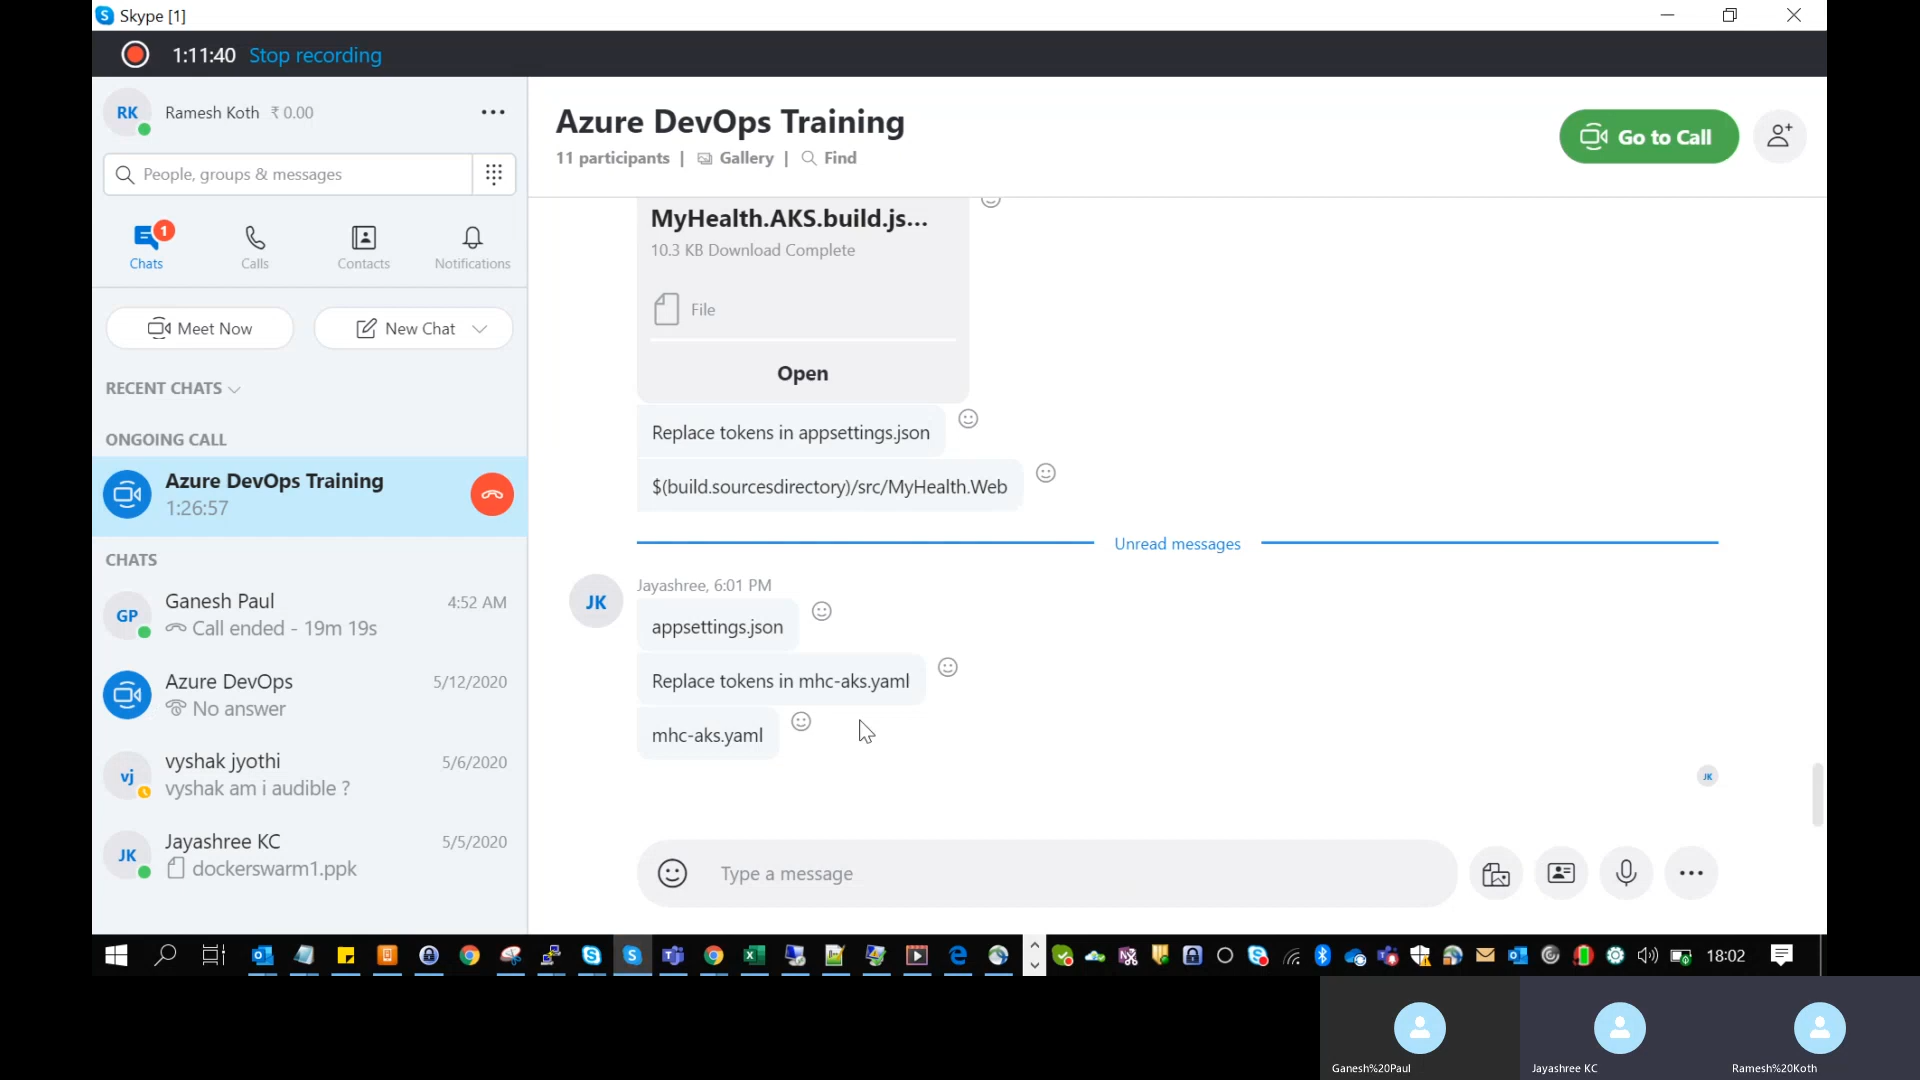 Skype [1]
1:11:40 Stop recording
RK
Ramesh Koth ₹ 0.00
People, groups & messages
1
Chats
Calls
Contacts
Notifications
Meet Now
New Chat
RECENT CHATS
ONGOING CALL
Azure DevOps Training
1:26:57
CHATS
GP
Ganesh Paul
4:52 AM
Call ended - 19m 19s
Azure DevOps
5/12/2020
No answer
vj
vyshak jyothi
5/6/2020
vyshak am i audible ?
JK
Jayashree KC
5/5/2020
dockerswarm1.ppk
Azure DevOps Training
11 participants | Gallery | Find
Go to Call
MyHealth.AKS.build.js...
10.3 KB Download Complete
File
Open
Replace tokens in appsettings.json
$(build.sourcesdirectory)/src/MyHealth.Web
Unread messages
JK
Jayashree, 6:01 PM
appsettings.json
Replace tokens in mhc-aks.yaml
mhc-aks.yaml
JK
Type a message
18:02
Ganesh%20Paul
Jayashree KC
Ramesh%20Koth